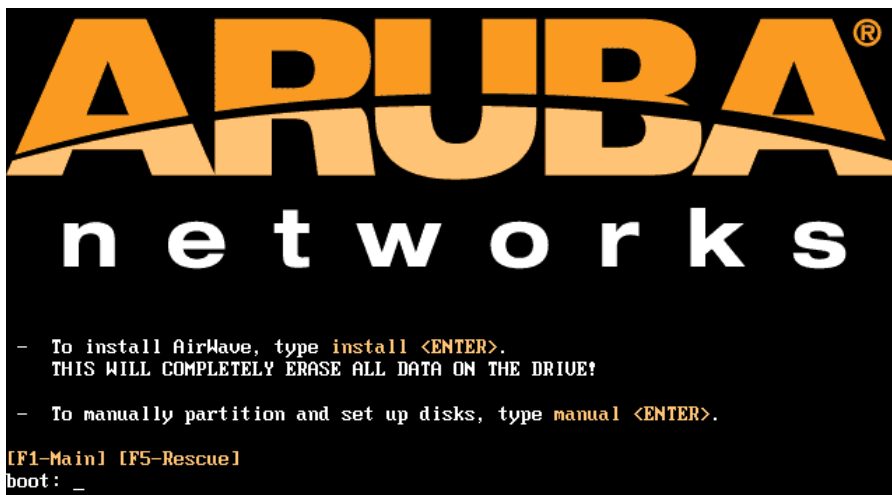 ARUBA®
networks
- To install AirWave, type install <ENTER>.
THIS WILL COMPLETELY ERASE ALL DATA ON THE DRIVE!
- To manually partition and set up disks, type manual <ENTER>.
[F1-Main] [F5-Rescue]
boot: _